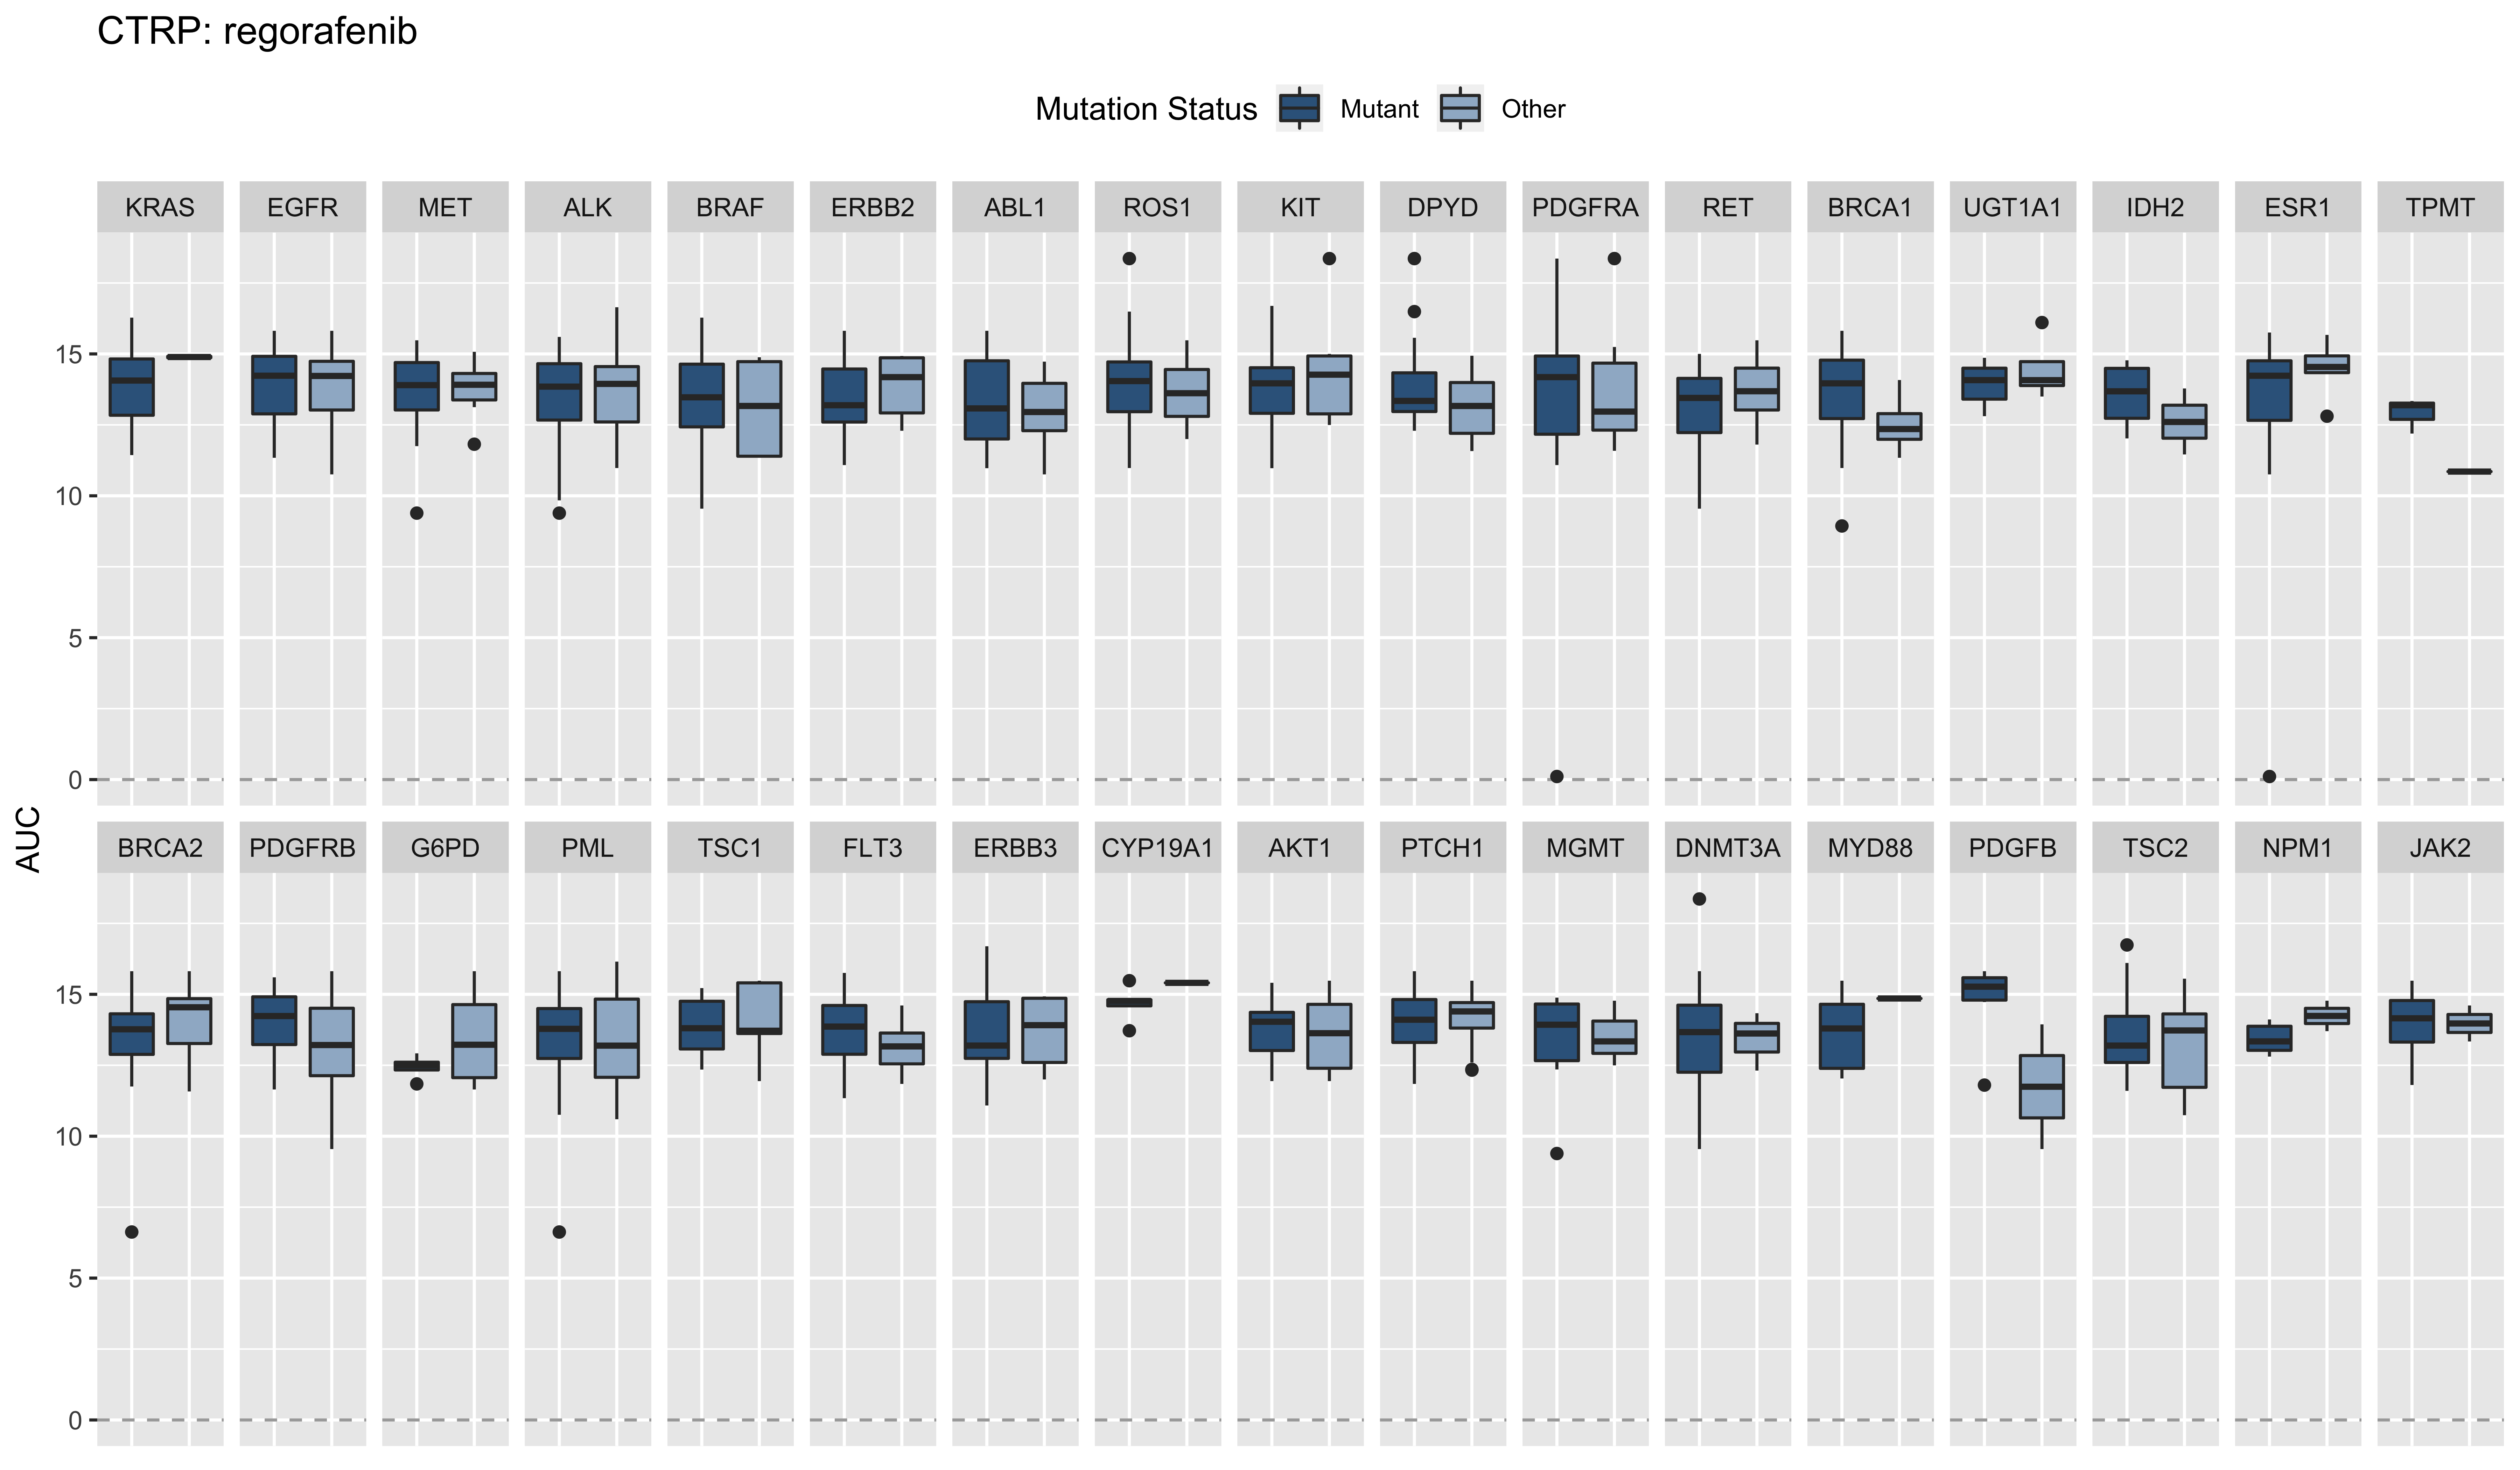 CTRP: regorafenib
Mutation Status Mutant Other
KRAS EGFR MET ALK BRAF ERBB2 ABL1 ROS1 KIT DPYD PDGFRA RET BRCA1 UGT1A1 IDH2 ESR1 TPMT
15
10
5
0
AUC
BRCA2 PDGFRB G6PD PML TSC1 FLT3 ERBB3 CYP19A1 AKT1 PTCH1 MGMT DNMT3A MYD88 PDGFB TSC2 NPM1 JAK2
15
10
5
0